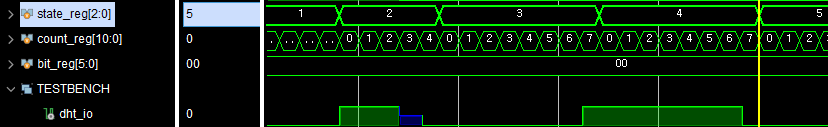 state_reg[2:0] 5 1 2 3 4 5
count_reg[10:0] 0 .. .. .. 0 1 2 3 4 0 1 2 3 4 5 6 7 0 1 2 3 4 5 6 7 0 1 2
bit_reg[5:0] 00 00
TESTBENCH
dht_io 0